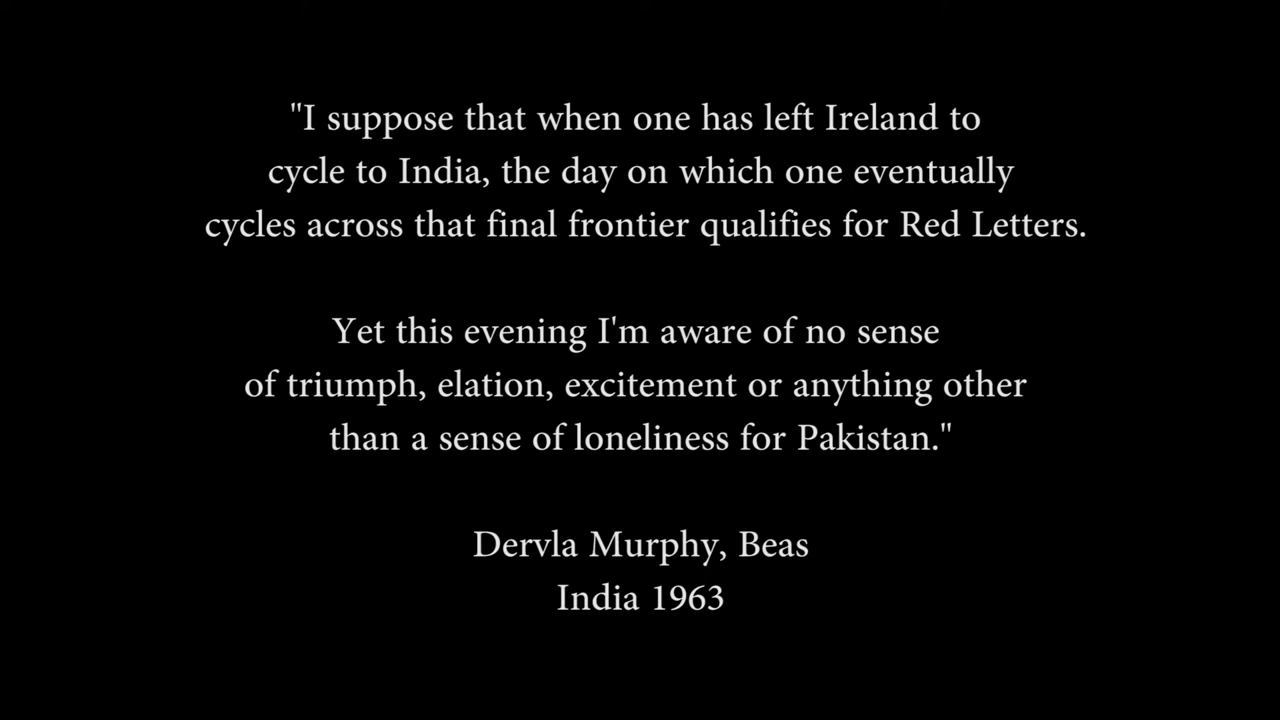 "I suppose that when one has left Ireland to
cycle to India, the day on which one eventually
cycles across that final frontier qualifies for Red Letters.
Yet this evening I'm aware of no sense
of triumph, elation, excitement or anything other
than a sense of loneliness for Pakistan."
Dervla Murphy, Beas
India 1963